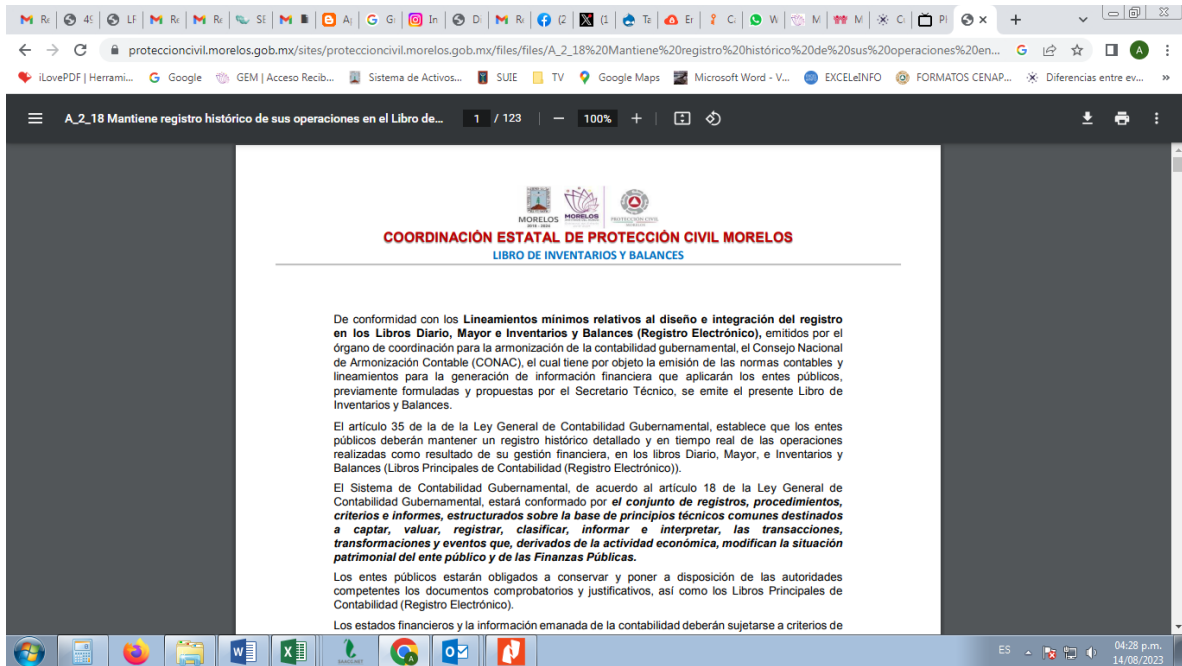 proteccioncivil.morelos.gob.mx/sites/proteccioncivil.morelos.gob.mx/files/files/A_2_18%20Mantiene%20registro%20histórico%20de%20sus%20operaciones%20en...
iLovePDF | Herrami... Google GEM | Acceso Recib... Sistema de Activos... SUIE TV Google Maps Microsoft Word - V... EXCELeINFO FORMATOS CENAP... Diferencias entre ev... »
A_2_18 Mantiene registro histórico de sus operaciones en el Libro de... 1 / 123 100%
MORELOS
2018 - 2024
MORELOS
PROTECCIÓN CIVIL
COORDINACIÓN ESTATAL DE PROTECCIÓN CIVIL MORELOS
LIBRO DE INVENTARIOS Y BALANCES
De conformidad con los Lineamientos mínimos relativos al diseño e integración del registro
en los Libros Diario, Mayor e Inventarios y Balances (Registro Electrónico), emitidos por el
órgano de coordinación para la armonización de la contabilidad gubernamental, el Consejo Nacional
de Armonización Contable (CONAC), el cual tiene por objeto la emisión de las normas contables y
lineamientos para la generación de información financiera que aplicarán los entes públicos,
previamente formuladas y propuestas por el Secretario Técnico, se emite el presente Libro de
Inventarios y Balances.
El artículo 35 de la de la Ley General de Contabilidad Gubernamental, establece que los entes
públicos deberán mantener un registro histórico detallado y en tiempo real de las operaciones
realizadas como resultado de su gestión financiera, en los libros Diario, Mayor, e Inventarios y
Balances (Libros Principales de Contabilidad (Registro Electrónico)).
El Sistema de Contabilidad Gubernamental, de acuerdo al artículo 18 de la Ley General de
Contabilidad Gubernamental, estará conformado por el conjunto de registros, procedimientos,
criterios e informes, estructurados sobre la base de principios técnicos comunes destinados
a captar, valuar, registrar, clasificar, informar e interpretar, las transacciones,
transformaciones y eventos que, derivados de la actividad económica, modifican la situación
patrimonial del ente público y de las Finanzas Públicas.
Los entes públicos estarán obligados a conservar y poner a disposición de las autoridades
competentes los documentos comprobatorios y justificativos, así como los Libros Principales de
Contabilidad (Registro Electrónico).
Los estados financieros y la información emanada de la contabilidad deberán sujetarse a criterios de
ES 04:28 p.m.
14/08/2023